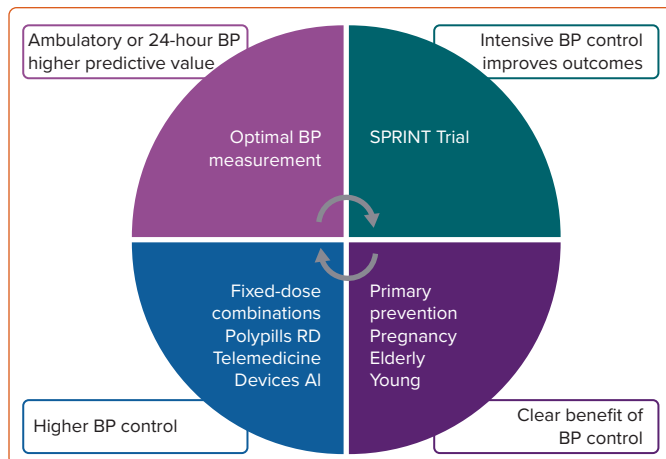 Ambulatory or 24-hour BP
higher predictive value
Intensive BP control
improves outcomes
Optimal BP
measurement
SPRINT Trial
Fixed-dose
combinations
Polypills RD
Telemedicine
Devices AI
Primary
prevention
Pregnancy
Elderly
Young
Higher BP control
Clear benefit of
BP control